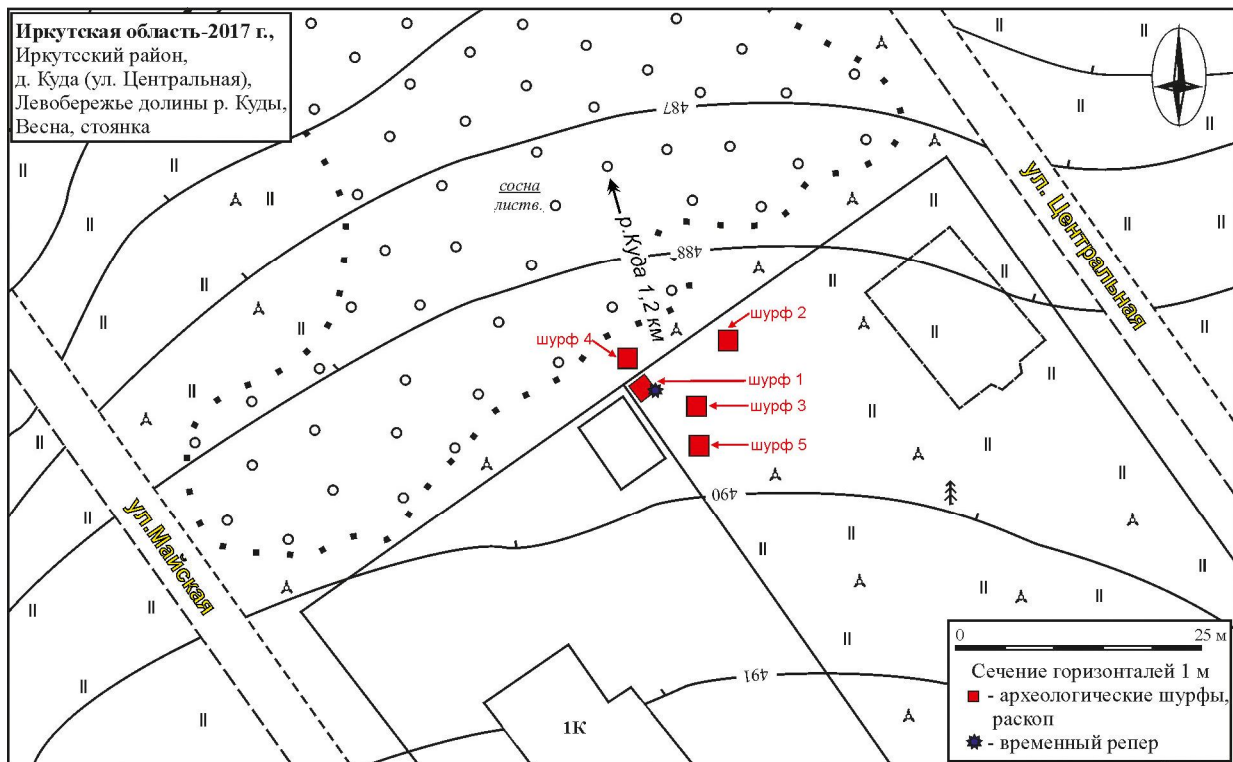 Иркутская область-2017 г.,
Иркутсский район,
д. Куда (ул. Центральная),
Левобережье долины р. Куды,
Весна, стоянка
487
ул. Центральная
сосна
листв.
р.Куда 1,2 км
488
шурф 2
шурф 4
шурф 1
шурф 3
шурф 5
490
ул.Майская
491
1К
0
25 м
Сечение горизонталей 1 м
- археологические шурфы,
раскоп
- временный репер